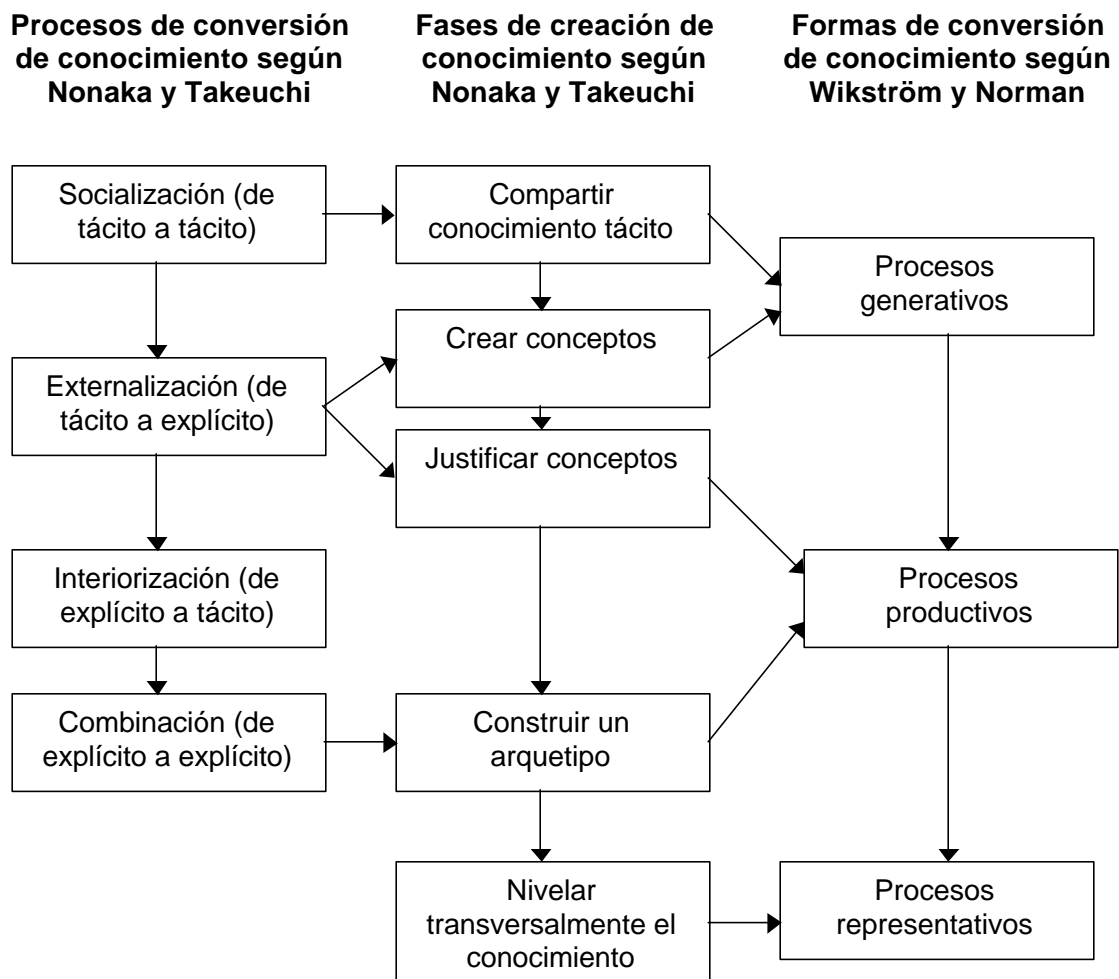 Procesos de conversión
de conocimiento según
Nonaka y Takeuchi
Fases de creación de
conocimiento según
Nonaka y Takeuchi
Formas de conversión
de conocimiento según
Wikström y Norman
Socialización (de
tácito a tácito)
Compartir
conocimiento tácito
Procesos
generativos
Crear conceptos
Externalización (de
tácito a explícito)
Justificar conceptos
Interiorización (de
explícito a tácito)
Procesos
productivos
Combinación (de
explícito a explícito)
Construir un
arquetipo
Nivelar
transversalmente el
conocimiento
Procesos
representativos